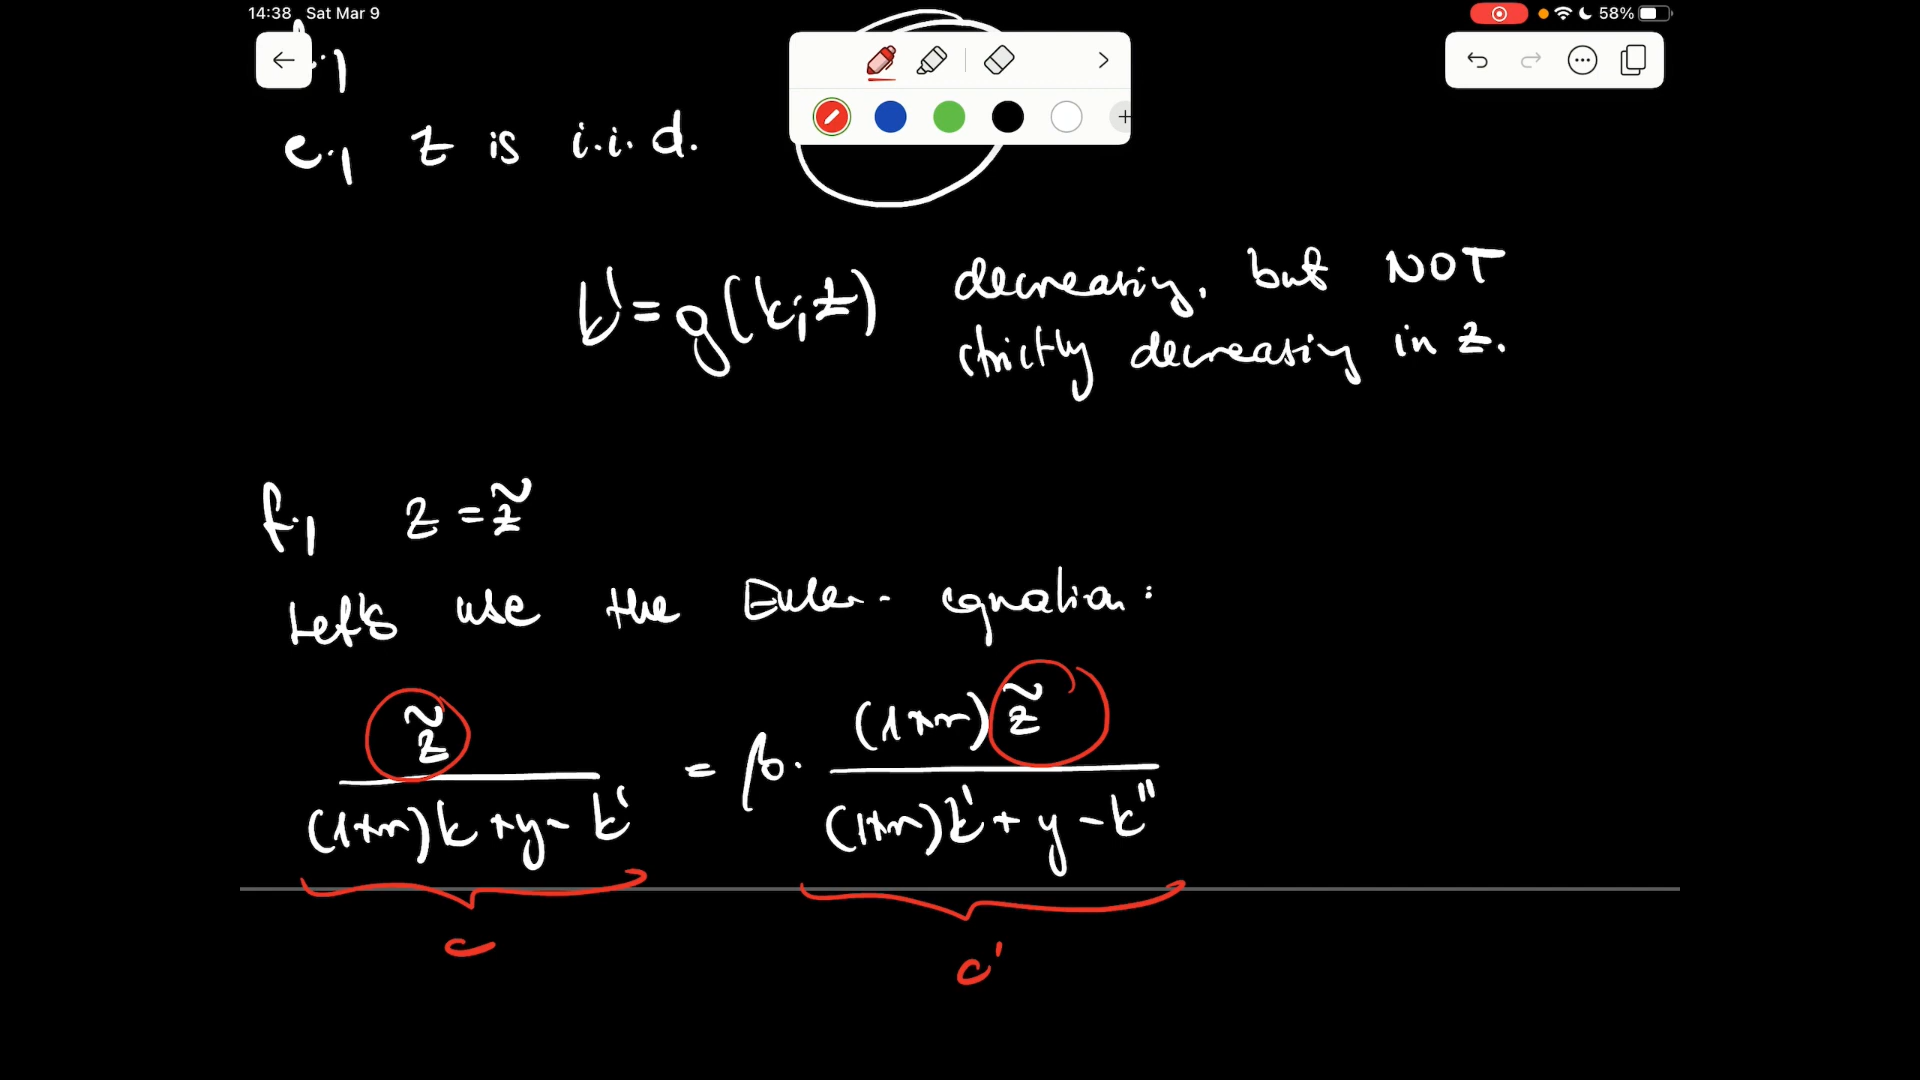 14:38 Sat Mar 9
58%
e.) z is i.i.d.
k' = g(k, z) decreasing, but NOT
strictly decreasing in z.
f.) z = z̃
Let's use the Euler-equation:
z̃ / ((1+r)k + y - k') = β · (1+r) z̃ / ((1+r)k' + y - k'')
c c'